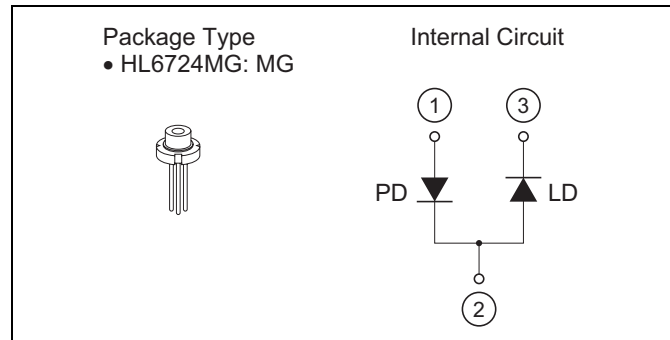 Package Type
• HL6724MG: MG
Internal Circuit
1
3
PD
LD
2